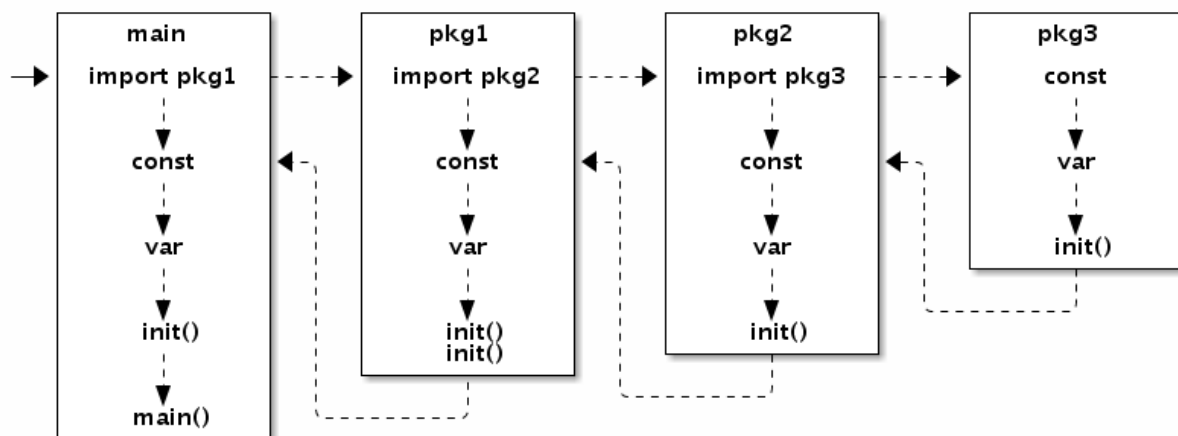 main
import pkg1
const
var
init()
main()
pkg1
import pkg2
const
var
init()
init()
pkg2
import pkg3
const
var
init()
pkg3
const
var
init()